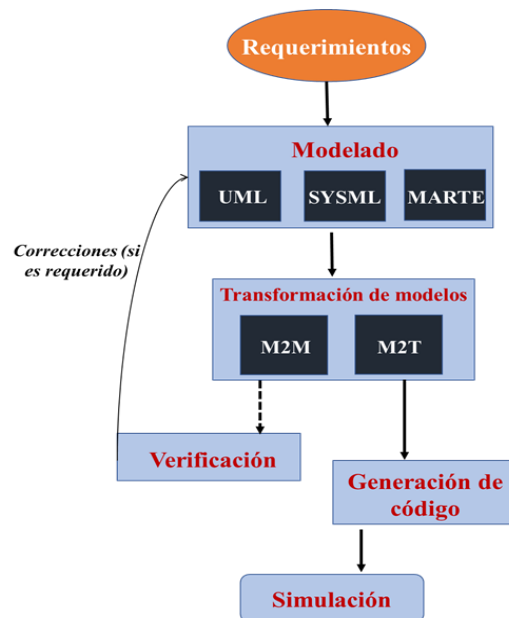 Requerimientos
Modelado
UML
SYSML
MARTE
Correcciones (si
es requerido)
Transformación de modelos
M2M
M2T
Verificación
Generación de
código
Simulación